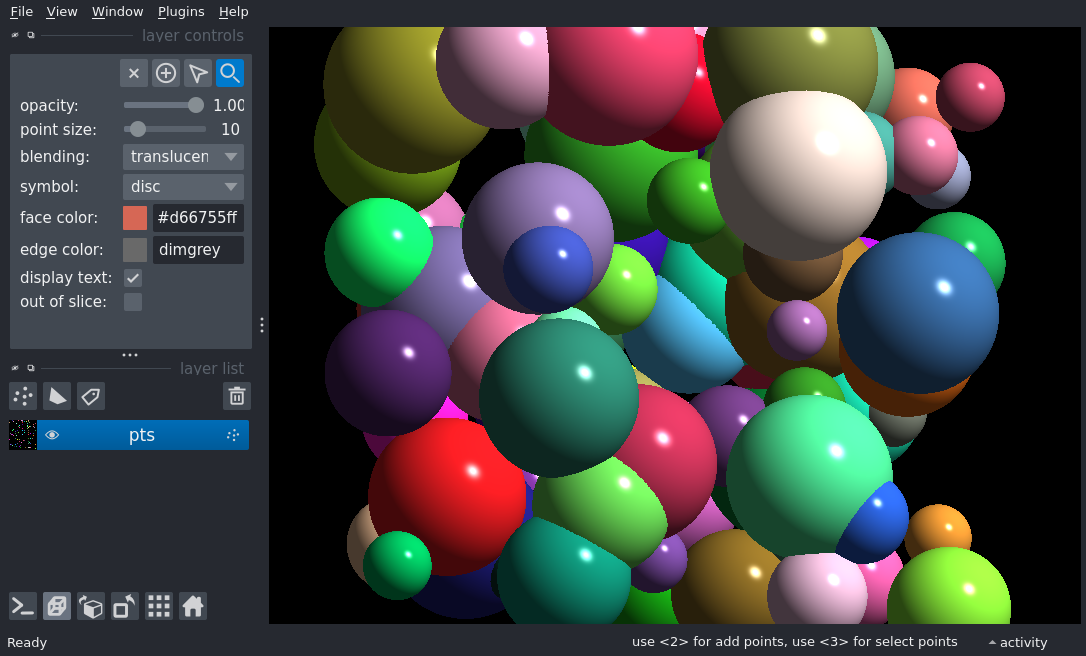 File View Window Plugins Help
layer controls
opacity: 1.00
point size: 10
blending: translucen
symbol: disc
face color: #d66755ff
edge color: dimgrey
display text:
out of slice:
layer list
pts
Ready
use <2> for add points, use <3> for select points
activity